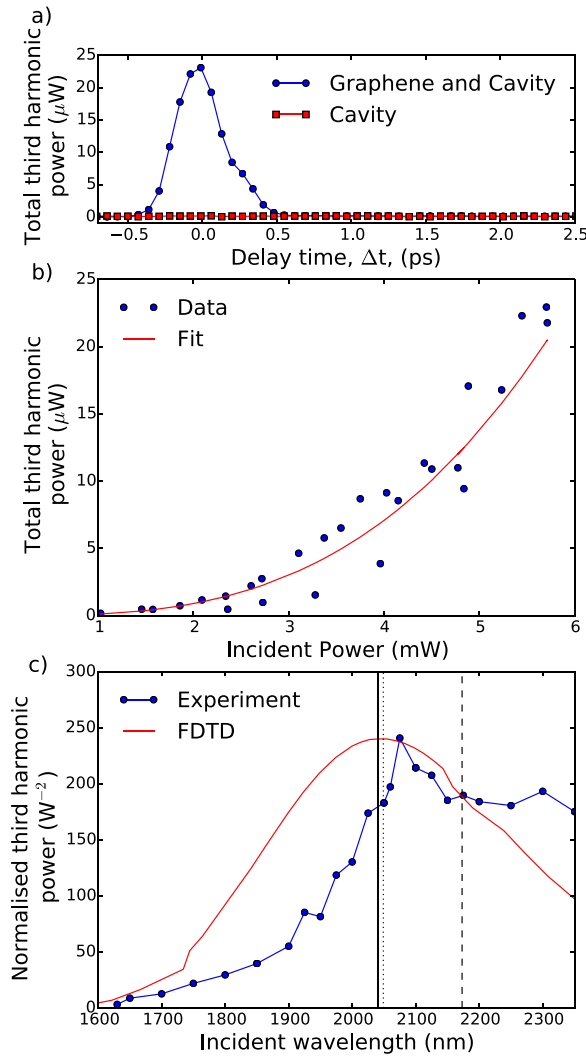 a)
25
20
15
10
5
0
Total third harmonic
power (μW)
Graphene and Cavity
Cavity
−0.5 0.0 0.5 1.0 1.5 2.0 2.5
Delay time, Δt, (ps)
b)
25
20
15
10
5
0
Total third harmonic
power (μW)
Data
Fit
1 2 3 4 5 6
Incident Power (mW)
c)
300
250
200
150
100
50
0
Normalised third harmonic
power (W⁻²)
Experiment
FDTD
1600 1700 1800 1900 2000 2100 2200 2300
Incident wavelength (nm)